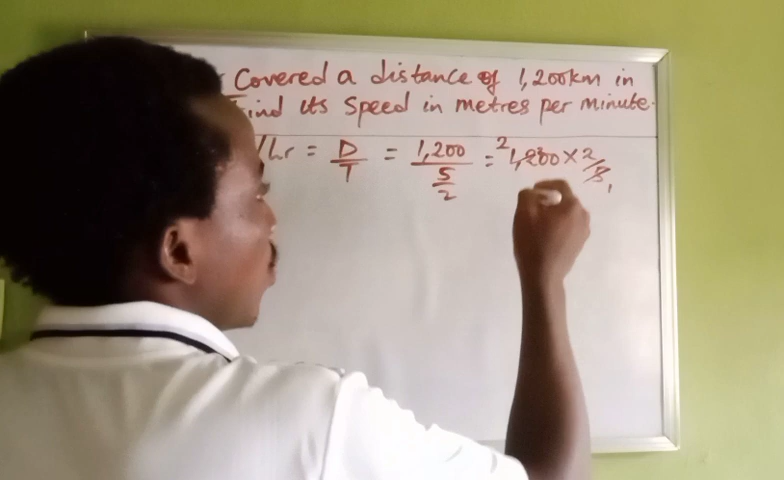 Covered a distance of 1,200km in
Find its Speed in metres per minute.
/hr = D/T = 1,200/5/2 = 1,200 × 2/5